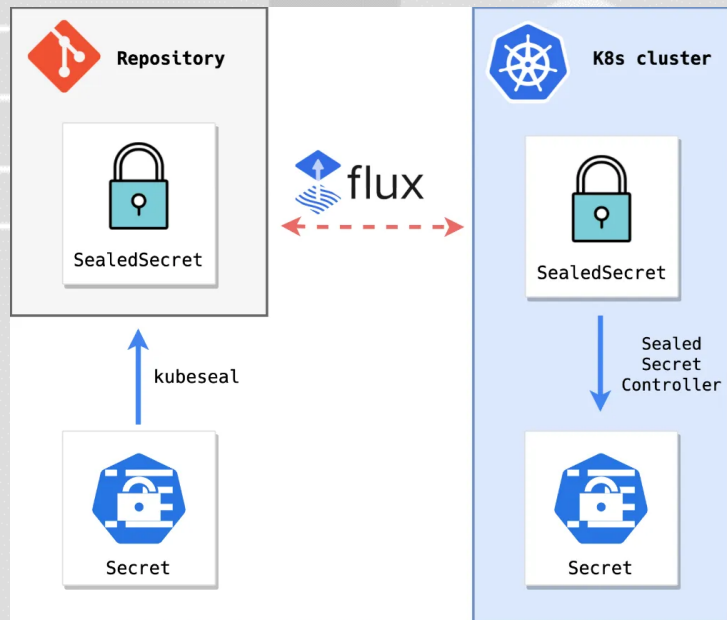 Repository
K8s cluster
flux
SealedSecret
SealedSecret
kubeseal
Sealed
Secret
Controller
Secret
Secret